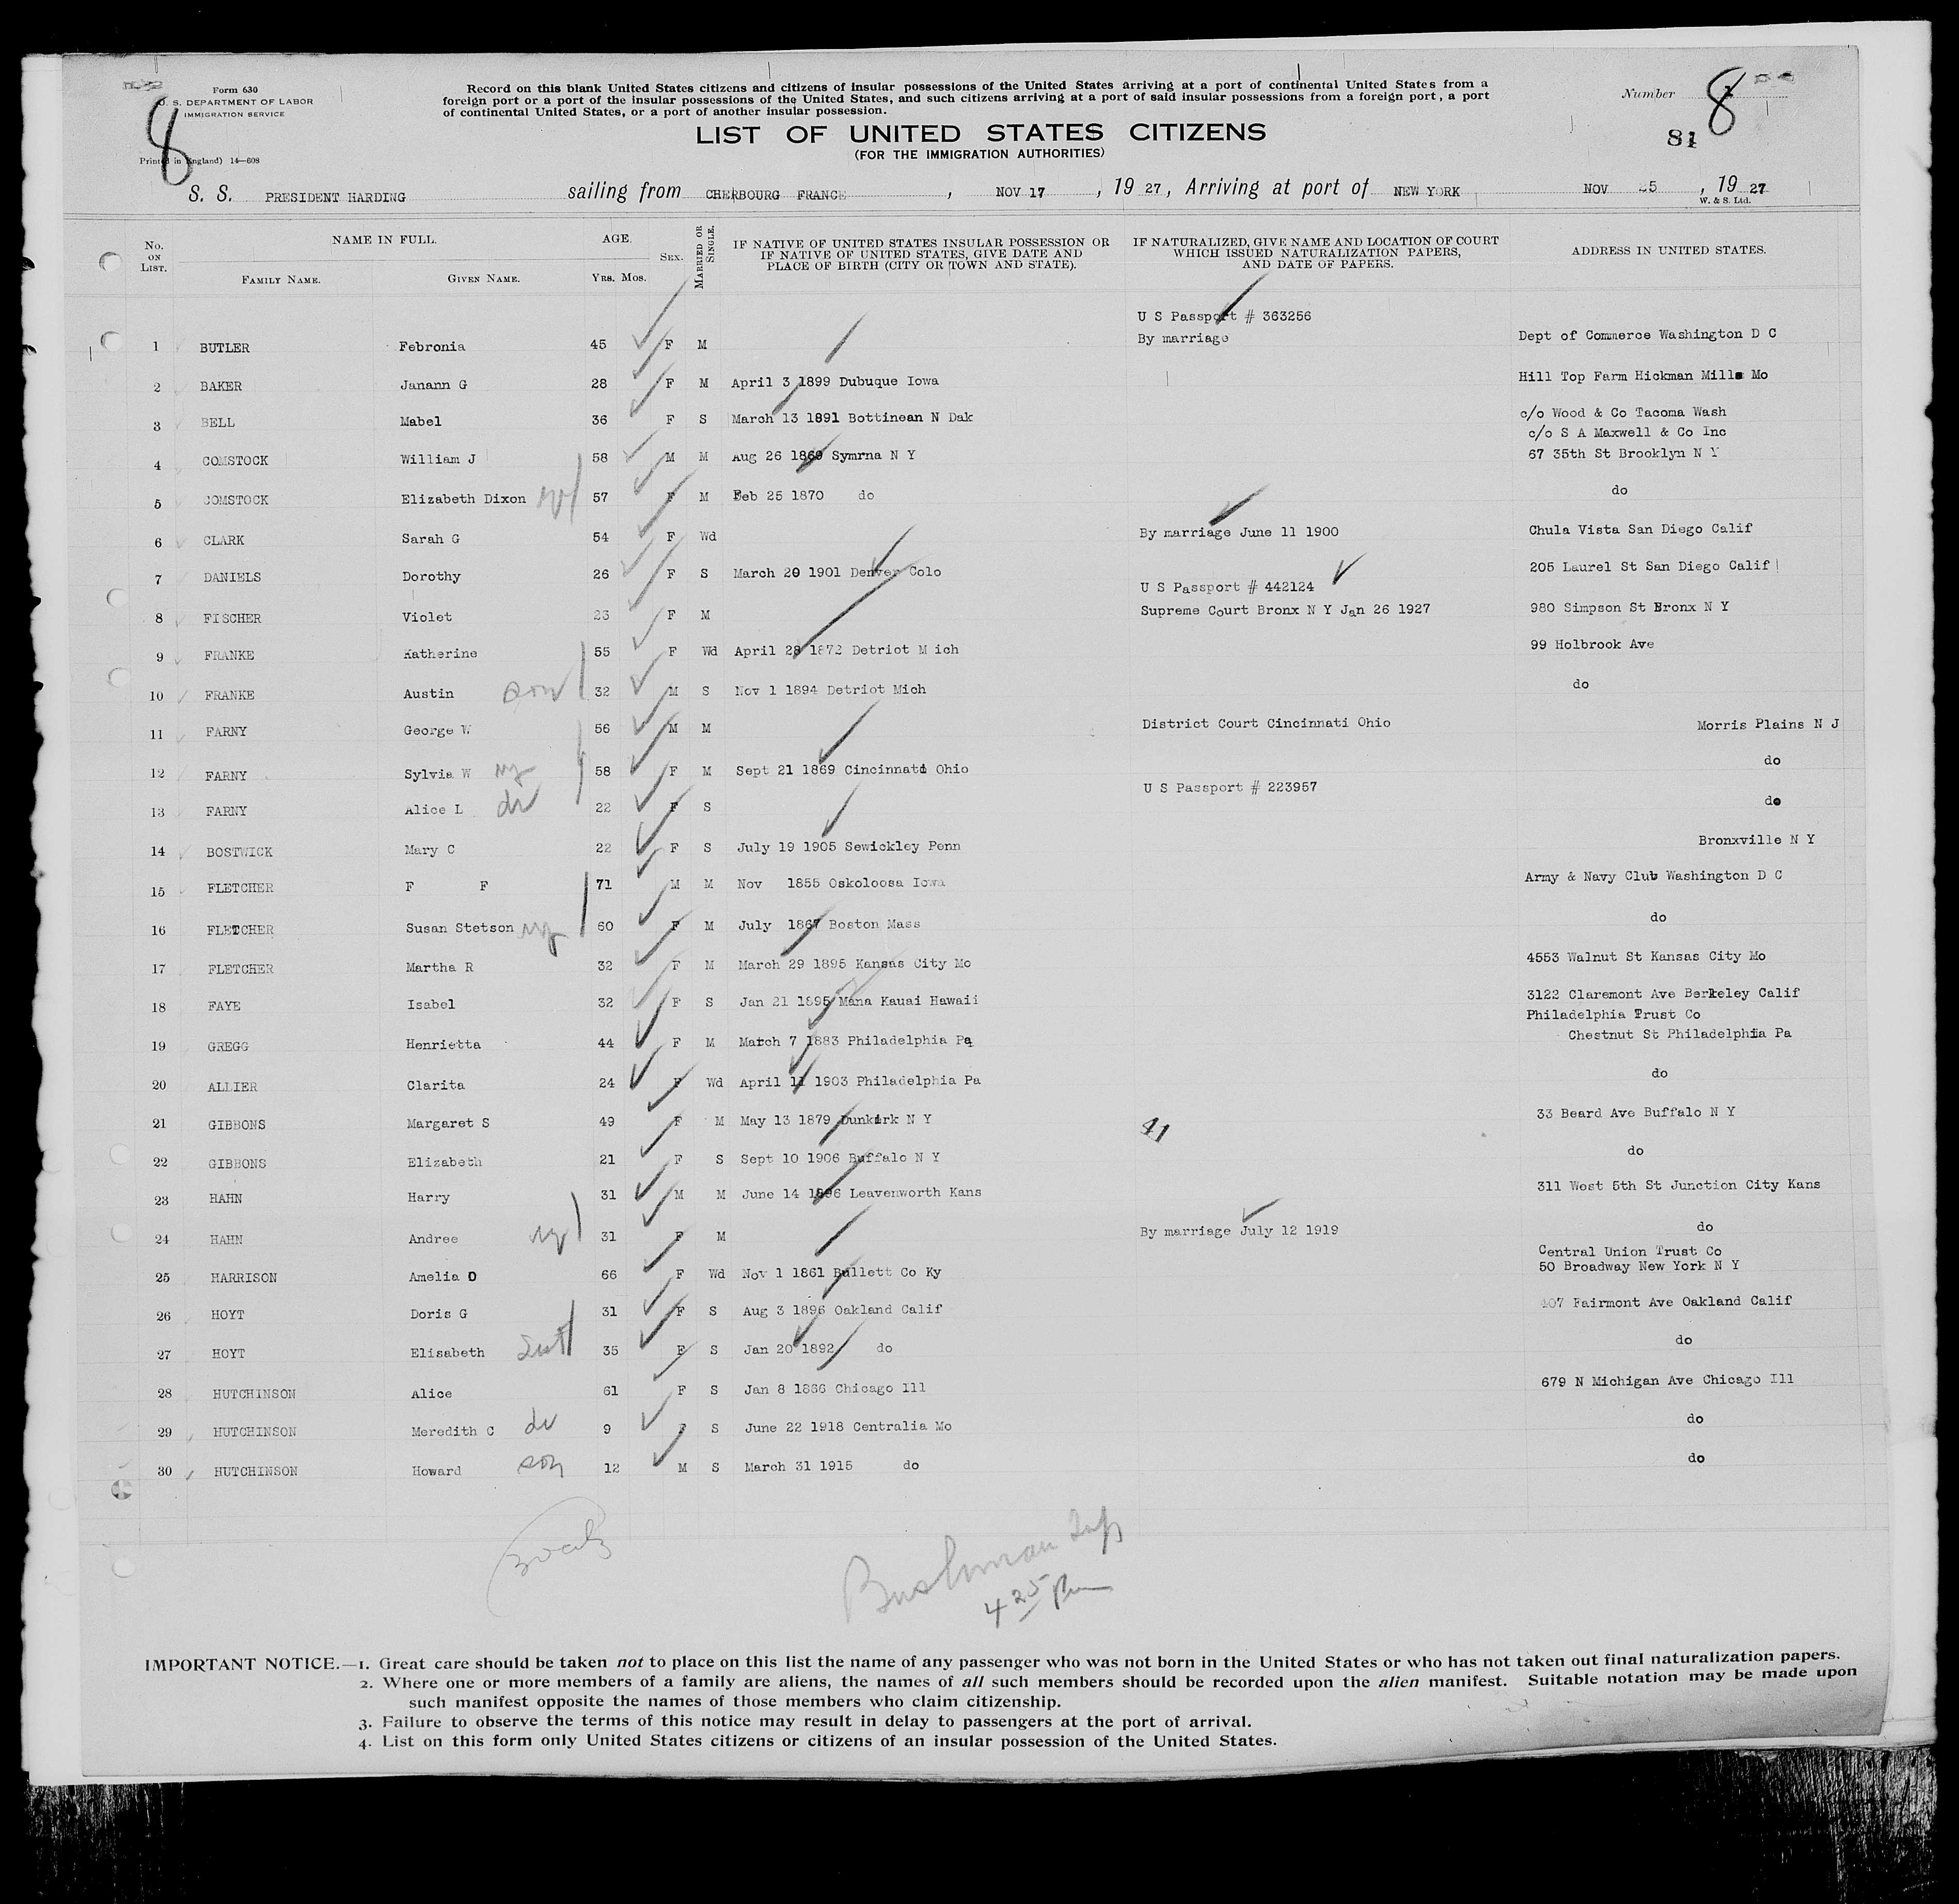 Form 630
U. S. DEPARTMENT OF LABOR
IMMIGRATION SERVICE
Printed in England) 14—608
8
Record on this blank United States citizens and citizens of insular possessions of the United States arriving at a port of continental United States from a
foreign port or a port of the insular possessions of the United States, and such citizens arriving at a port of said insular possessions from a foreign port, a port
of continental United States, or a port of another insular possession.
Number 8
81
LIST OF UNITED STATES CITIZENS
(FOR THE IMMIGRATION AUTHORITIES)
S. S. PRESIDENT HARDING sailing from CHERBOURG FRANCE, NOV 17, 19 27, Arriving at port of NEW YORK NOV 25, 19 27
W. & S. Ltd.
No. ON LIST. NAME IN FULL. FAMILY NAME. GIVEN NAME. AGE. YRS. MOS. SEX. MARRIED OR SINGLE. IF NATIVE OF UNITED STATES INSULAR POSSESSION OR IF NATIVE OF UNITED STATES, GIVE DATE AND PLACE OF BIRTH (CITY OR TOWN AND STATE). IF NATURALIZED, GIVE NAME AND LOCATION OF COURT WHICH ISSUED NATURALIZATION PAPERS, AND DATE OF PAPERS. ADDRESS IN UNITED STATES.
U S Passport # 363256
1 BUTLER Febronia 45 F M By marriage Dept of Commerce Washington D C
2 BAKER Janann G 28 F M April 3 1899 Dubuque Iowa Hill Top Farm Hickman Mills Mo
3 BELL Mabel 36 F S March 13 1891 Bottinean N Dak c/o Wood & Co Tacoma Wash
c/o S A Maxwell & Co Inc
4 COMSTOCK William J 58 M M Aug 26 1869 Symrna N Y 67 35th St Brooklyn N Y
5 COMSTOCK Elizabeth Dixon 57 F M Feb 25 1870 do do
6 CLARK Sarah G 54 F Wd By marriage June 11 1900 Chula Vista San Diego Calif
7 DANIELS Dorothy 26 F S March 20 1901 Denver Colo 205 Laurel St San Diego Calif
U S Passport # 442124
8 FISCHER Violet 23 F M Supreme Court Bronx N Y Jan 26 1927 980 Simpson St Bronx N Y
9 FRANKE Katherine 55 F Wd April 28 1872 Detriot M ich 99 Holbrook Ave
10 FRANKE Austin son 32 M S Nov 1 1894 Detriot Mich do
11 FARNY George W 56 M M District Court Cincinnati Ohio Morris Plains N J
12 FARNY Sylvia W 58 F M Sept 21 1869 Cincinnati Ohio do
U S Passport # 223957
13 FARNY Alice L 22 F S do
14 BOSTWICK Mary C 22 F S July 19 1905 Sewickley Penn Bronxville N Y
15 FLETCHER F F 71 M M Nov 1855 Oskoloosa Iowa Army & Navy Club Washington D C
16 FLETCHER Susan Stetson 60 F M July 1867 Boston Mass do
17 FLETCHER Martha R 32 F M March 29 1895 Kansas City Mo 4553 Walnut St Kansas City Mo
18 FAYE Isabel 32 F S Jan 21 1895 Mana Kauai Hawaii 3122 Claremont Ave Berkeley Calif
Philadelphia Trust Co
19 GREGG Henrietta 44 F M March 7 1883 Philadelphia Pa Chestnut St Philadelphia Pa
20 ALLIER Clarita 24 F Wd April 11 1903 Philadelphia Pa do
21 GIBBONS Margaret S 49 F M May 13 1879 Dunkirk N Y 41 33 Beard Ave Buffalo N Y
22 GIBBONS Elizabeth 21 F S Sept 10 1906 Buffalo N Y do
23 HAHN Harry 31 M M June 14 1896 Leavenworth Kans 311 West 5th St Junction City Kans
24 HAHN Andree 31 F M By marriage July 12 1919 do
Central Union Trust Co
25 HARRISON Amelia O 66 F Wd Nov 1 1861 Bullett Co Ky 50 Broadway New York N Y
26 HOYT Doris G 31 F S Aug 3 1896 Oakland Calif 407 Fairmont Ave Oakland Calif
27 HOYT Elisabeth 35 F S Jan 20 1892 do do
28 HUTCHINSON Alice 61 F S Jan 8 1866 Chicago Ill 679 N Michigan Ave Chicago Ill
29 HUTCHINSON Meredith C 9 F S June 22 1918 Centralia Mo do
30 HUTCHINSON Howard son 12 M S March 31 1915 do do
Bushman Insp
4 25 Pm
IMPORTANT NOTICE.—1. Great care should be taken not to place on this list the name of any passenger who was not born in the United States or who has not taken out final naturalization papers.
2. Where one or more members of a family are aliens, the names of all such members should be recorded upon the alien manifest. Suitable notation may be made upon
such manifest opposite the names of those members who claim citizenship.
3. Failure to observe the terms of this notice may result in delay to passengers at the port of arrival.
4. List on this form only United States citizens or citizens of an insular possession of the United States.